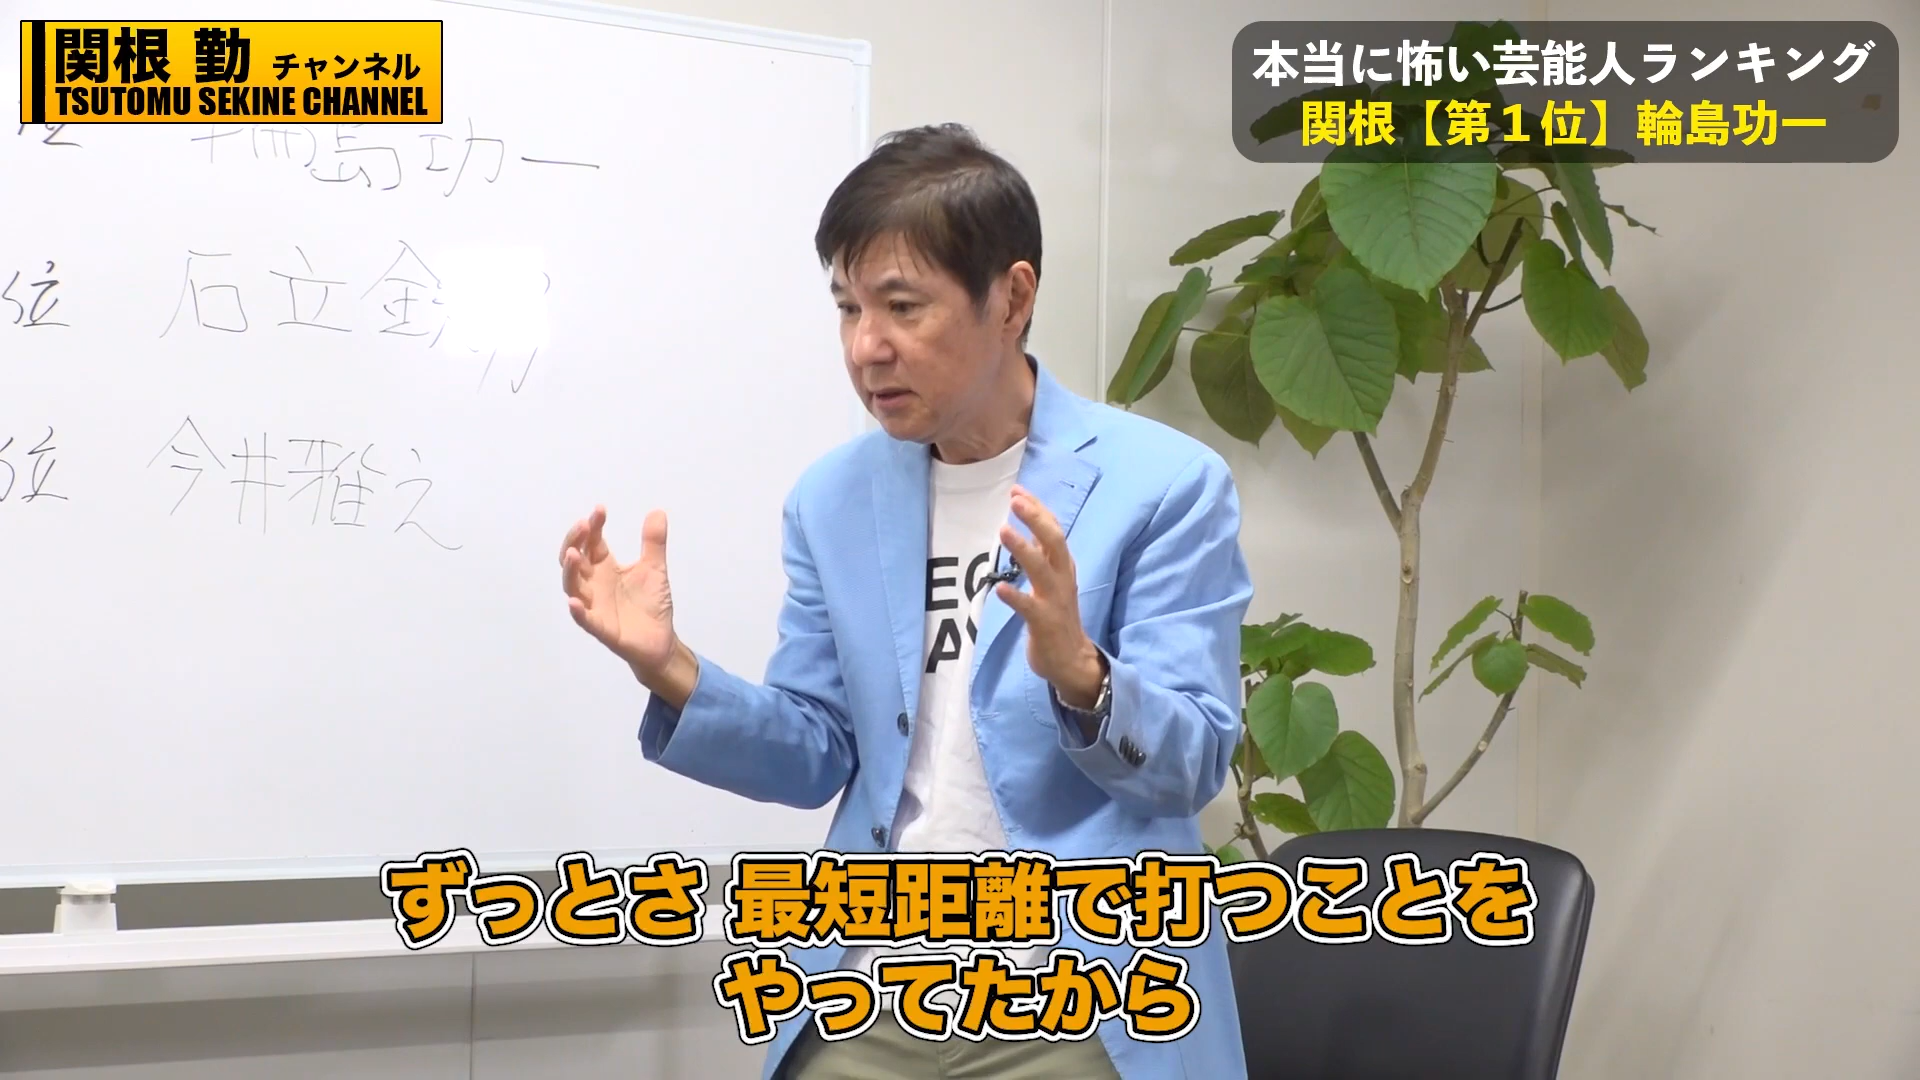 関根 勤 チャンネル
TSUTOMU SEKINE CHANNEL
本当に怖い芸能人ランキング
関根【第１位】輪島功一
位 輪島功一
位 石立鉄男
位 今井雅之
ずっとさ 最短距離で打つことを
やってたから